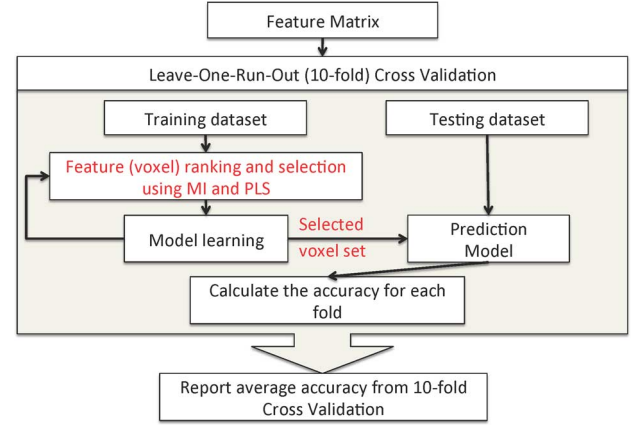 Feature Matrix
Leave-One-Run-Out (10-fold) Cross Validation
Training dataset
Testing dataset
Feature (voxel) ranking and selection
using MI and PLS
Model learning
Selected
voxel set
Prediction
Model
Calculate the accuracy for each
fold
Report average accuracy from 10-fold
Cross Validation